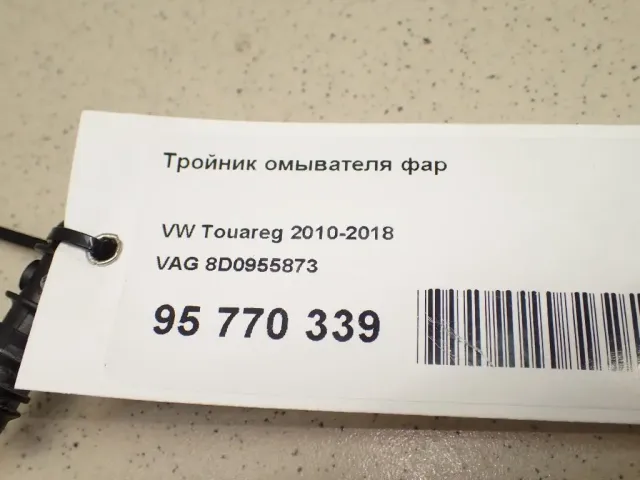 Тройник омывателя фар
VW Touareg 2010-2018
VAG 8D0955873
95 770 339